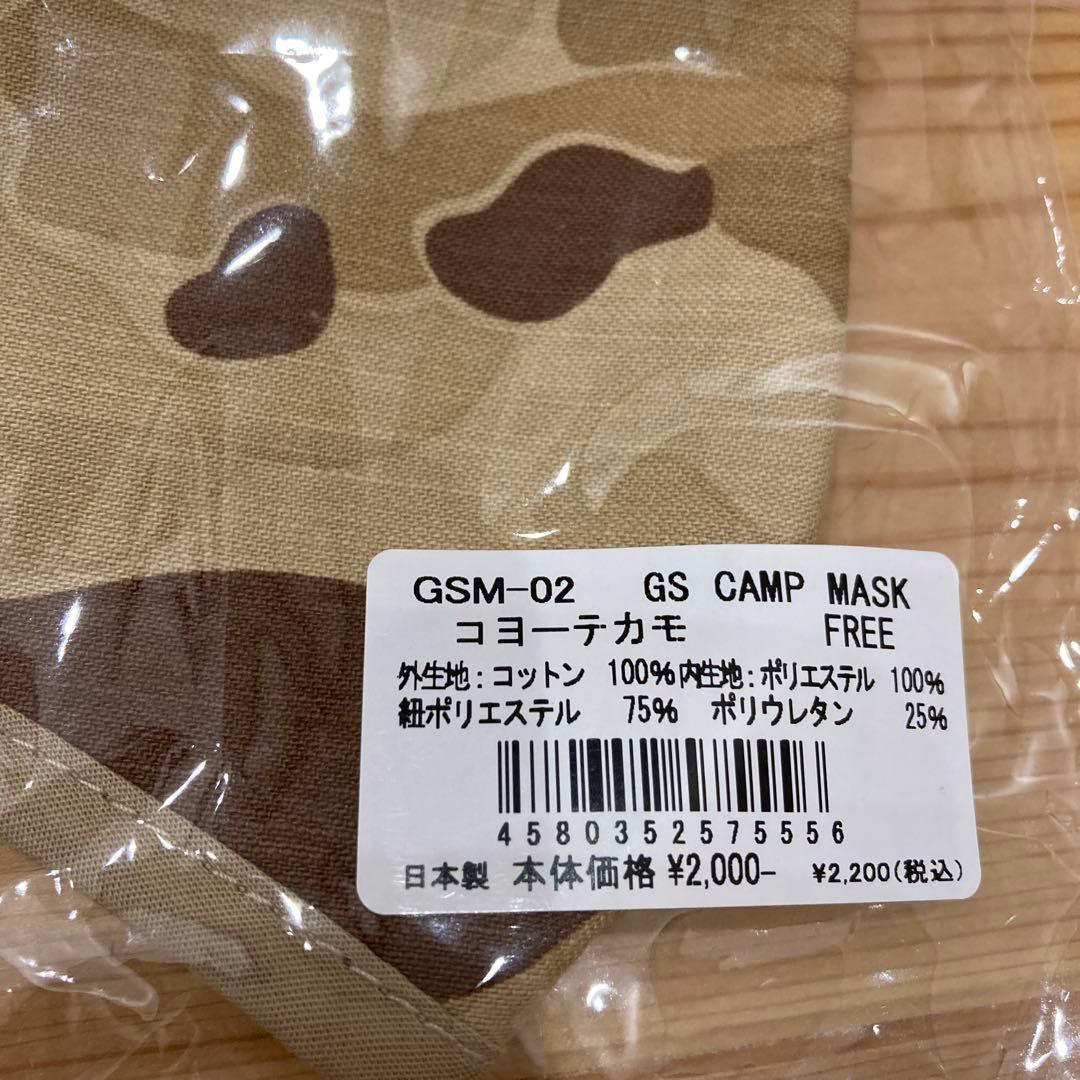 GSM-02 GS CAMP MASK
コヨーテカモ FREE
外生地:コットン 100% 内生地:ポリエステル 100%
紐ポリエステル 75% ポリウレタン 25%
4580352575556
日本製 本体価格 ¥2,000- ¥2,200(税込)